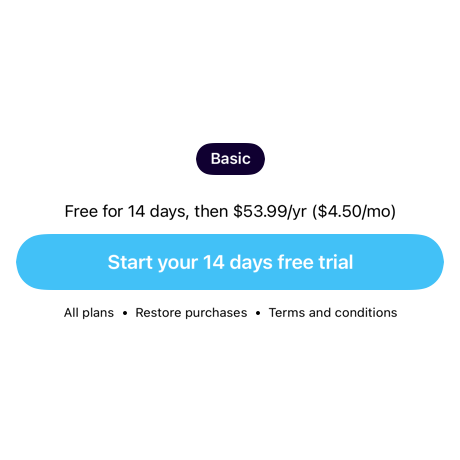 Basic
Free for 14 days, then $53.99/yr ($4.50/mo)
Start your 14 days free trial
All plans • Restore purchases • Terms and conditions